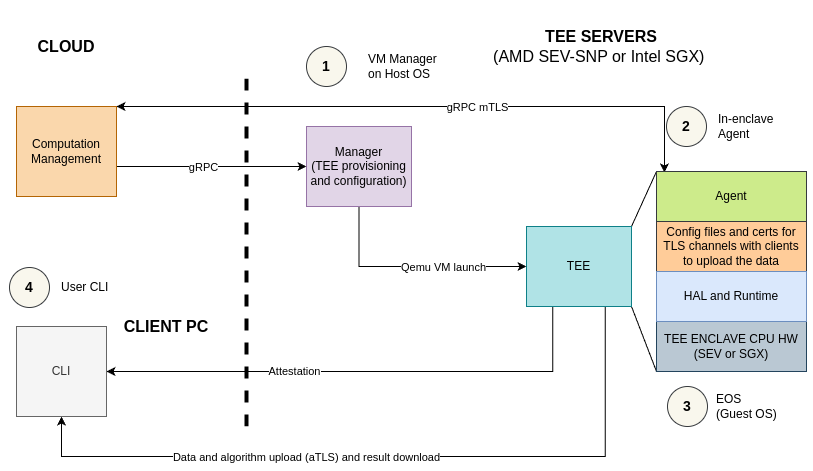 TEE SERVERS
(AMD SEV-SNP or Intel SGX)
CLOUD
1
VM Manager
on Host OS
gRPC mTLS
2
In-enclave
Agent
Computation
Management
gRPC
Manager
(TEE provisioning
and configuration)
Agent
Config files and certs for
TLS channels with clients
to upload the data
Qemu VM launch
TEE
HAL and Runtime
4
User CLI
CLIENT PC
TEE ENCLAVE CPU HW
(SEV or SGX)
CLI
Attestation
3
EOS
(Guest OS)
Data and algorithm upload (aTLS) and result download